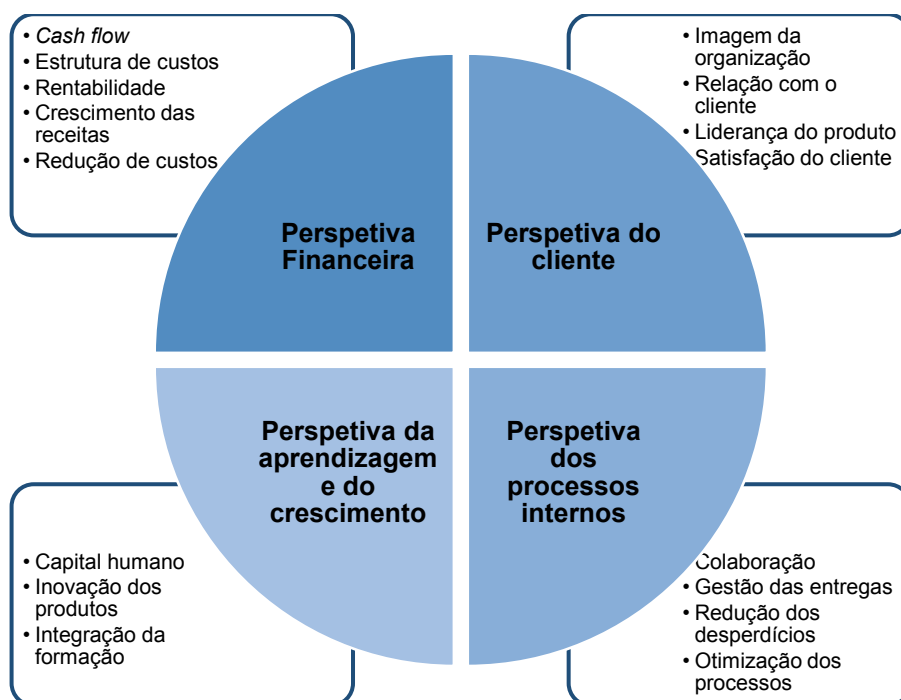 • Cash flow
• Estrutura de custos
• Rentabilidade
• Crescimento das
receitas
• Redução de custos
• Imagem da
organização
• Relação com o
cliente
• Liderança do produto
Satisfação do cliente
Perspetiva
Financeira
Perspetiva do
cliente
Perspetiva da
aprendizagem
e do
crescimento
Perspetiva
dos
processos
internos
• Capital humano
• Inovação dos
produtos
• Integração da
formação
Colaboração
• Gestão das entregas
• Redução dos
desperdícios
• Otimização dos
processos